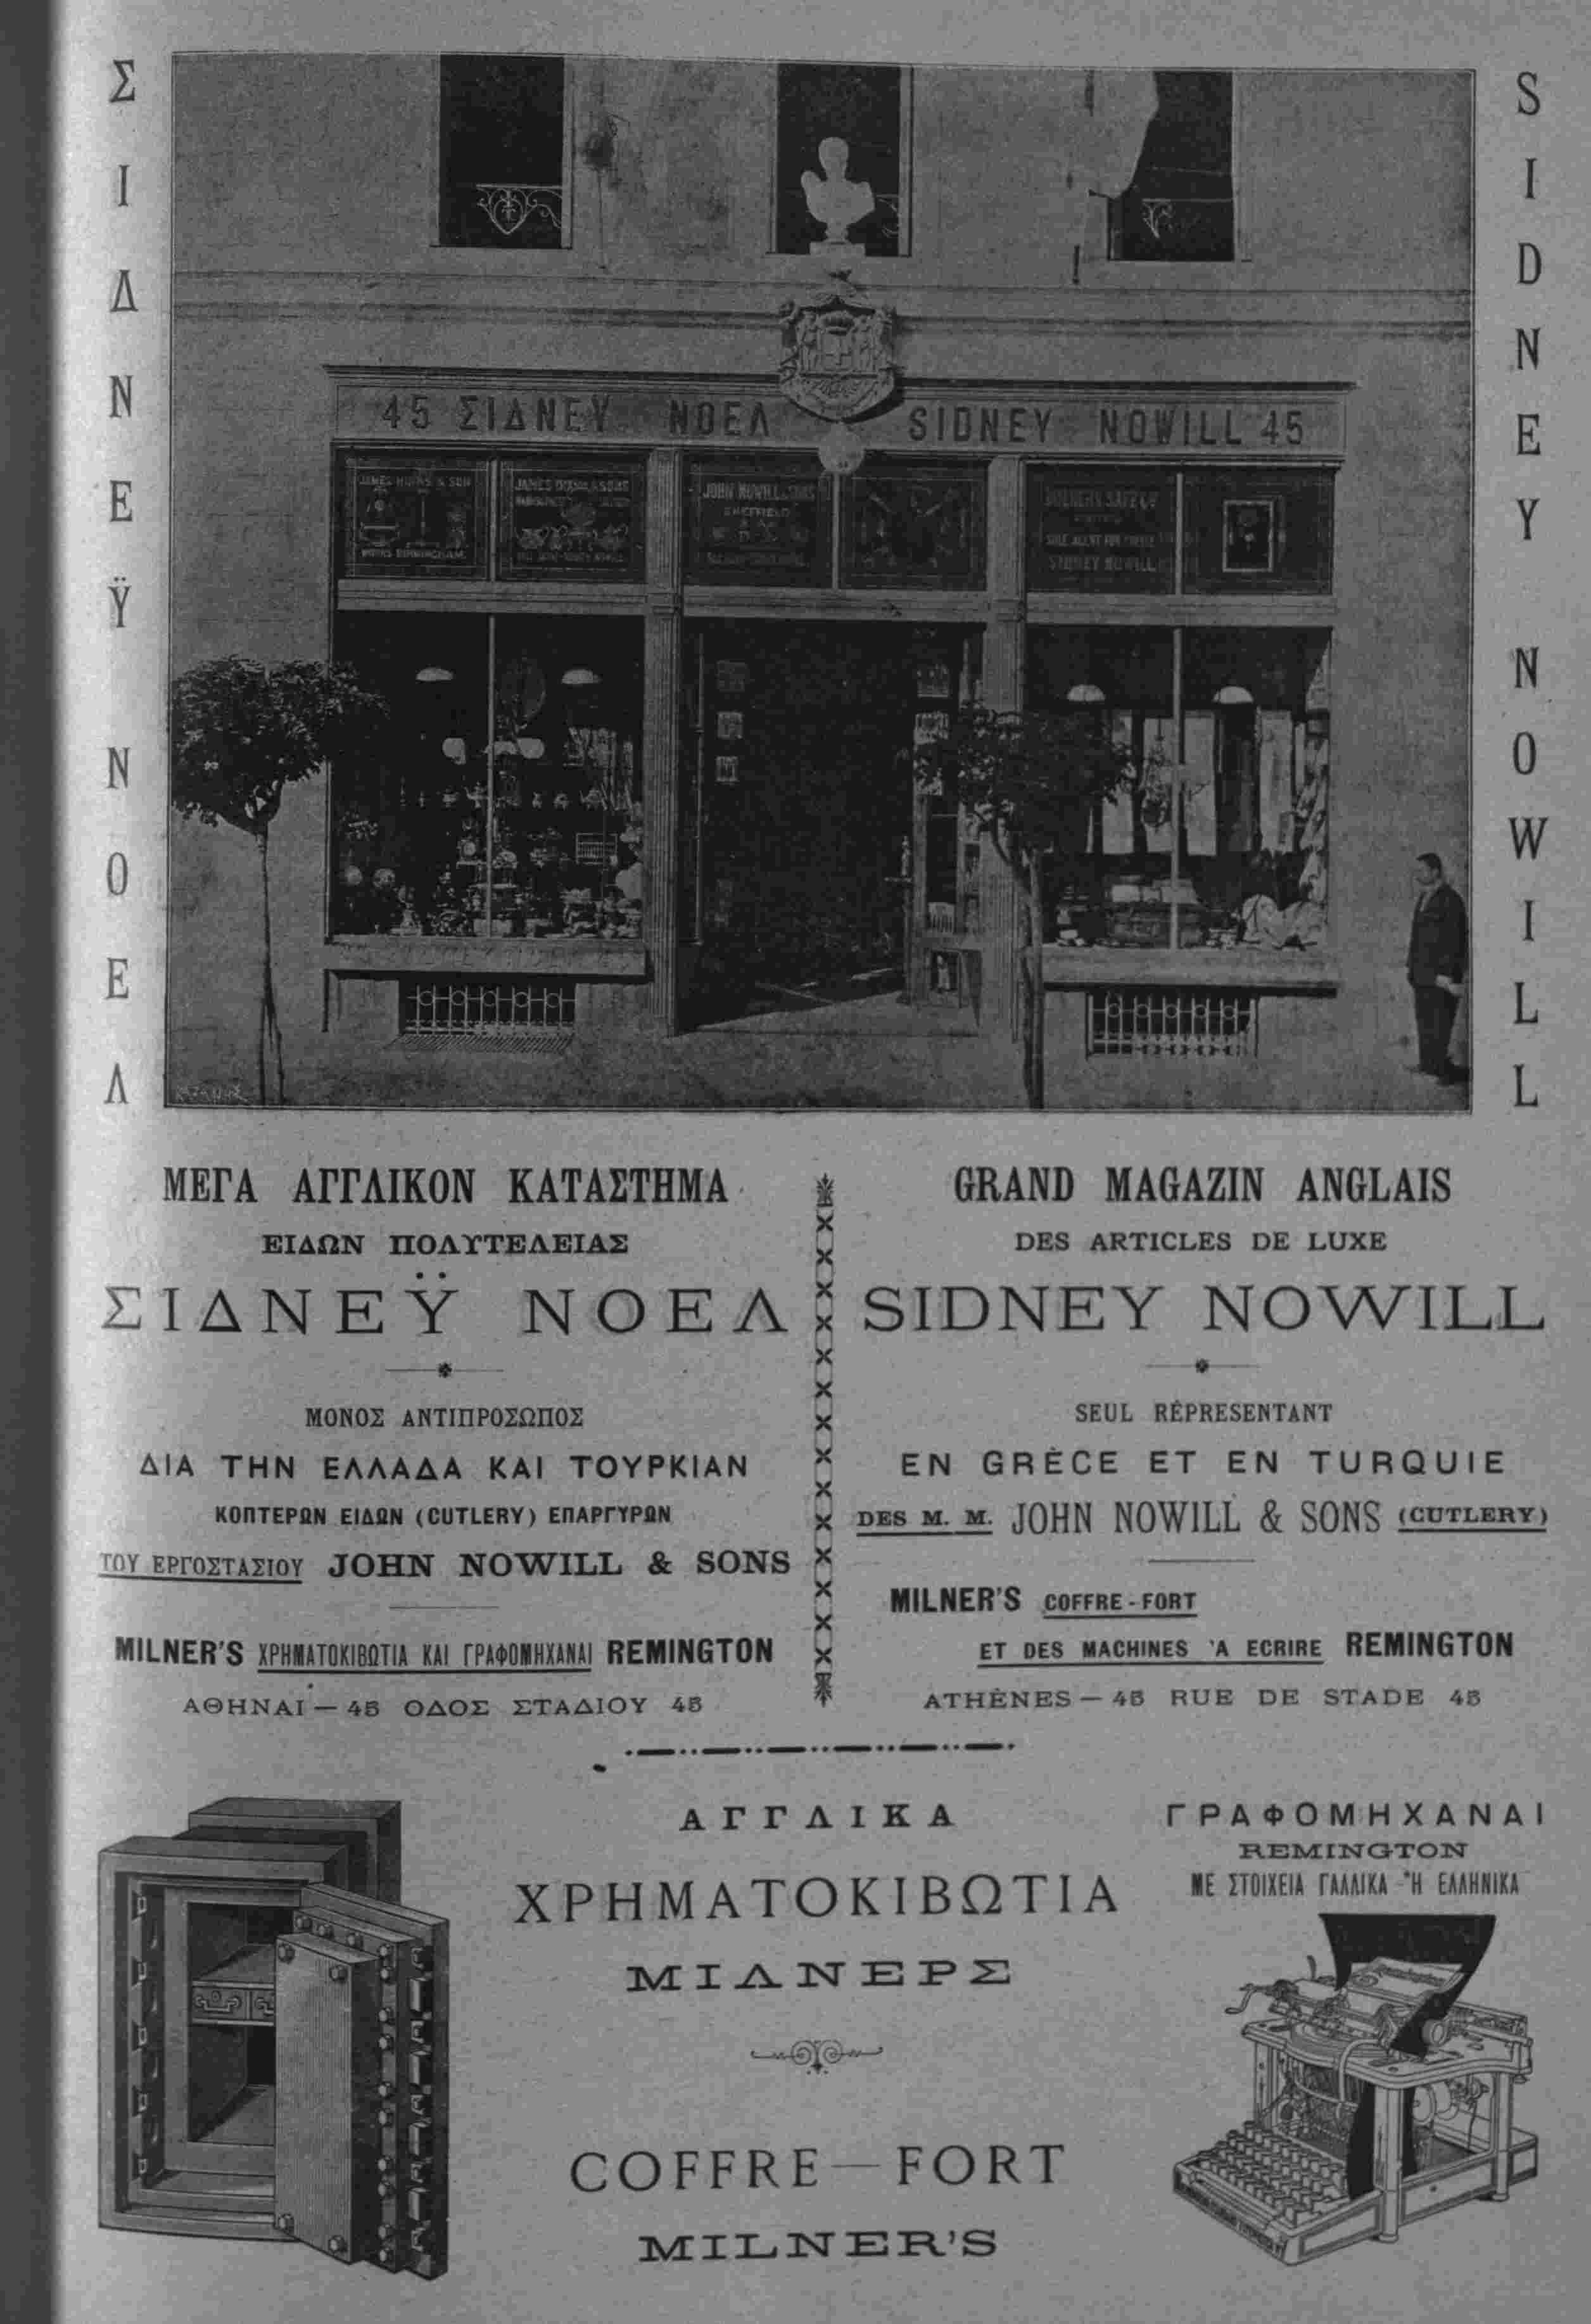 ΣΙΔΝΕΫ ΝΟΕΛ
SIDNEY NOWILL
45 ΣΙΔΝΕΥ ΝΟΕΛ
SIDNEY NOWILL 45
JOHN NOWILL & SONS
SHEFFIELD
SIDNEY NOWILL
ΜΕΓΑ ΑΓΓΛΙΚΟΝ ΚΑΤΑΣΤΗΜΑ
ΕΙΔΩΝ ΠΟΛΥΤΕΛΕΙΑΣ
ΣΙΔΝΕΫ ΝΟΕΛ
ΜΟΝΟΣ ΑΝΤΙΠΡΟΣΩΠΟΣ
ΔΙΑ ΤΗΝ ΕΛΛΑΔΑ ΚΑΙ ΤΟΥΡΚΙΑΝ
ΚΟΠΤΕΡΩΝ ΕΙΔΩΝ (CUTLERY) ΕΠΑΡΓΥΡΩΝ
ΤΟΥ ΕΡΓΟΣΤΑΣΙΟΥ JOHN NOWILL & SONS
MILNER'S ΧΡΗΜΑΤΟΚΙΒΩΤΙΑ ΚΑΙ ΓΡΑΦΟΜΗΧΑΝΑΙ REMINGTON
ΑΘΗΝΑΙ — 45 ΟΔΟΣ ΣΤΑΔΙΟΥ 45
GRAND MAGAZIN ANGLAIS
DES ARTICLES DE LUXE
SIDNEY NOWILL
SEUL RÉPRESENTANT
EN GRÈCE ET EN TURQUIE
DES M. M. JOHN NOWILL & SONS (CUTLERY)
MILNER'S COFFRE-FORT
ET DES MACHINES 'A ECRIRE REMINGTON
ATHÈNES — 45 RUE DE STADE 45
ΑΓΓΛΙΚΑ
ΧΡΗΜΑΤΟΚΙΒΩΤΙΑ
ΜΙΛΝΕΡΣ
COFFRE—FORT
MILNER'S
ΓΡΑΦΟΜΗΧΑΝΑΙ
REMINGTON
ΜΕ ΣΤΟΙΧΕΙΑ ΓΑΛΛΙΚΑ Ἢ ΕΛΛΗΝΙΚΑ